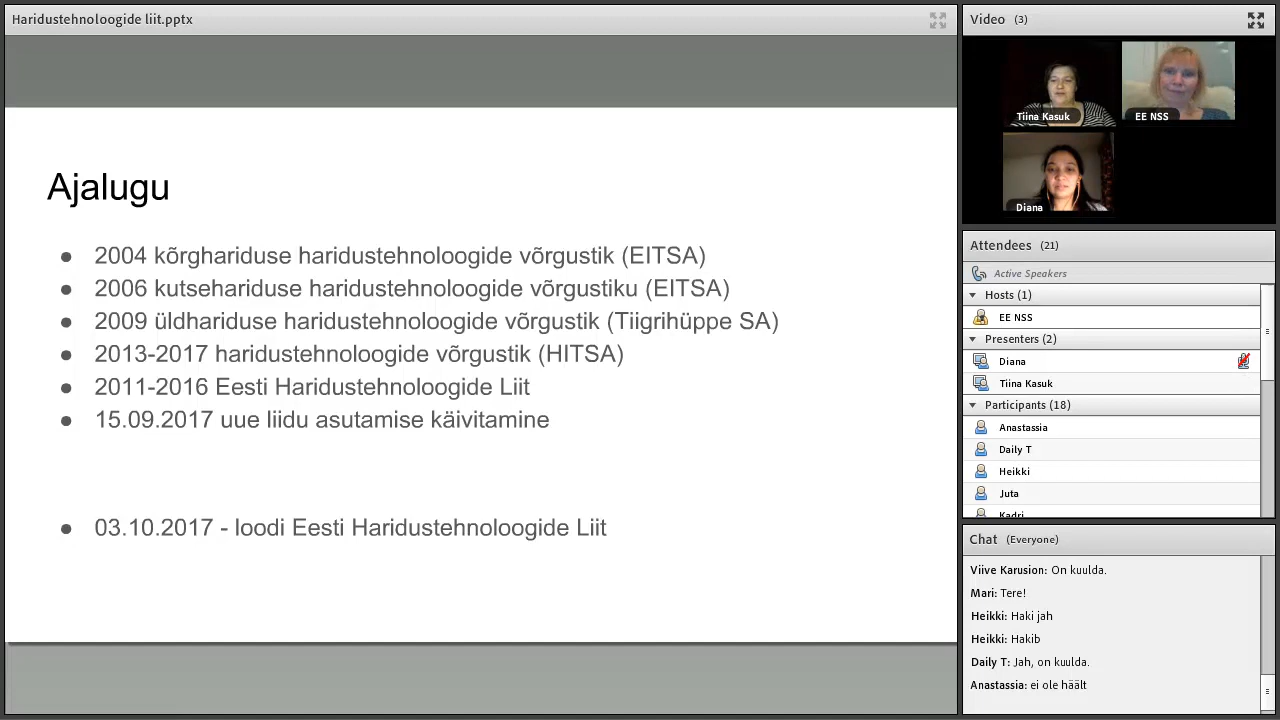 Haridustehnoloogide liit.pptx
Ajalugu
● 2004 kõrghariduse haridustehnoloogide võrgustik (EITSA)
● 2006 kutsehariduse haridustehnoloogide võrgustiku (EITSA)
● 2009 üldhariduse haridustehnoloogide võrgustik (Tiigrihüppe SA)
● 2013-2017 haridustehnoloogide võrgustik (HITSA)
● 2011-2016 Eesti Haridustehnoloogide Liit
● 15.09.2017 uue liidu asutamise käivitamine
● 03.10.2017 - loodi Eesti Haridustehnoloogide Liit
Video (3)
Tiina Kasuk
EE NSS
Diana
Attendees (21)
Active Speakers
Hosts (1)
EE NSS
Presenters (2)
Diana
Tiina Kasuk
Participants (18)
Anastassia
Daily T
Heikki
Juta
Kadri
Chat (Everyone)
Viive Karusion: On kuulda.
Mari: Tere!
Heikki: Haki jah
Heikki: Hakib
Daily T: Jah, on kuulda.
Anastassia: ei ole häält